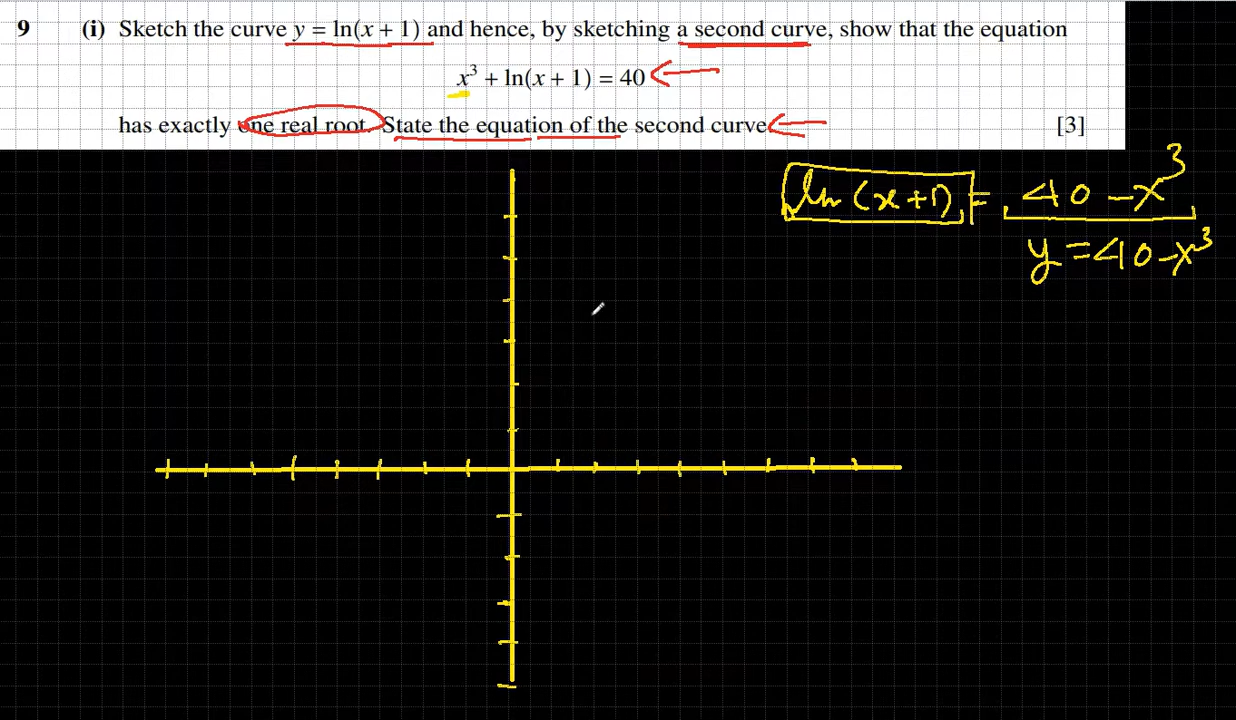 9 (i) Sketch the curve y = ln(x + 1) and hence, by sketching a second curve, show that the equation
x³ + ln(x + 1) = 40
has exactly one real root. State the equation of the second curve. [3]
ln (x+1) = 40 - x³
y = 40 - x³